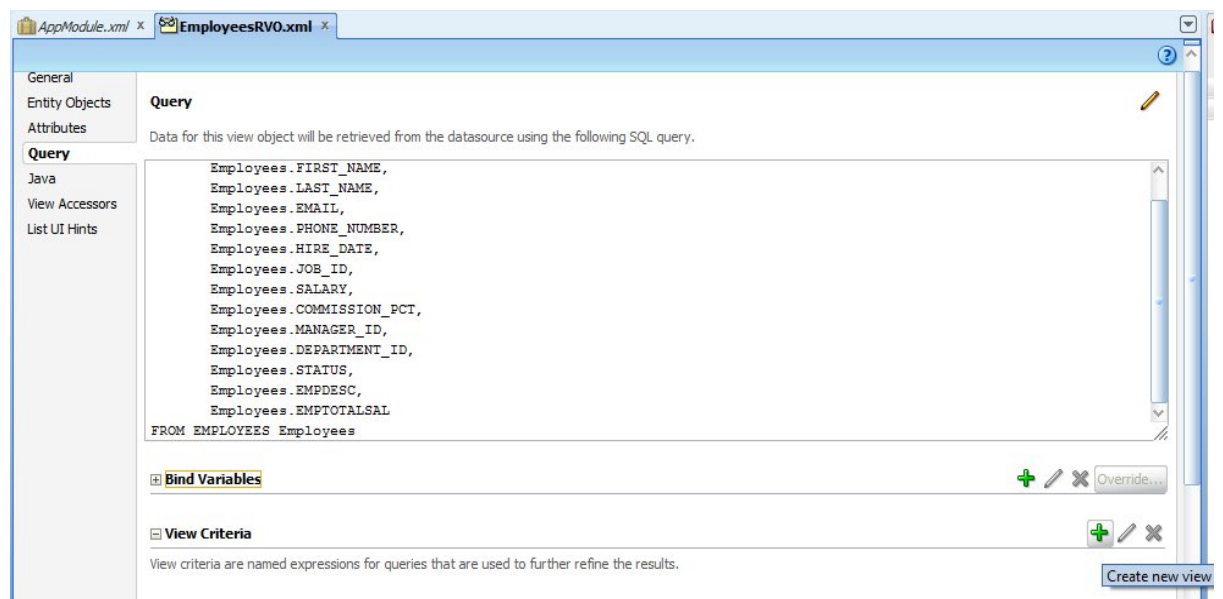 AppModule.xml x EmployeesRVO.xml x
General
Entity Objects
Attributes
Query
Java
View Accessors
List UI Hints
Query
Data for this view object will be retrieved from the datasource using the following SQL query.
Employees.FIRST_NAME,
Employees.LAST_NAME,
Employees.EMAIL,
Employees.PHONE_NUMBER,
Employees.HIRE_DATE,
Employees.JOB_ID,
Employees.SALARY,
Employees.COMMISSION_PCT,
Employees.MANAGER_ID,
Employees.DEPARTMENT_ID,
Employees.STATUS,
Employees.EMPDESC,
Employees.EMPTOTALSAL
FROM EMPLOYEES Employees
Bind Variables Override...
View Criteria
View criteria are named expressions for queries that are used to further refine the results.
Create new view